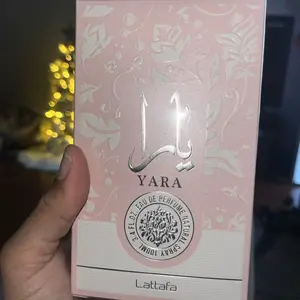 يارا
YARA
3.4 FL.OZ. EAU DE PERFUME NATURAL SPRAY 100ML
Lattafa